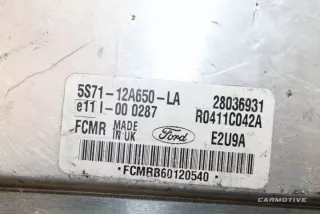 5S71-12A650-LA 28036931
e11 I-00 0287 R0411C042A
FCMR MADE IN UK Ford E2U9A
FCMRB60120540
CARMOTIVE